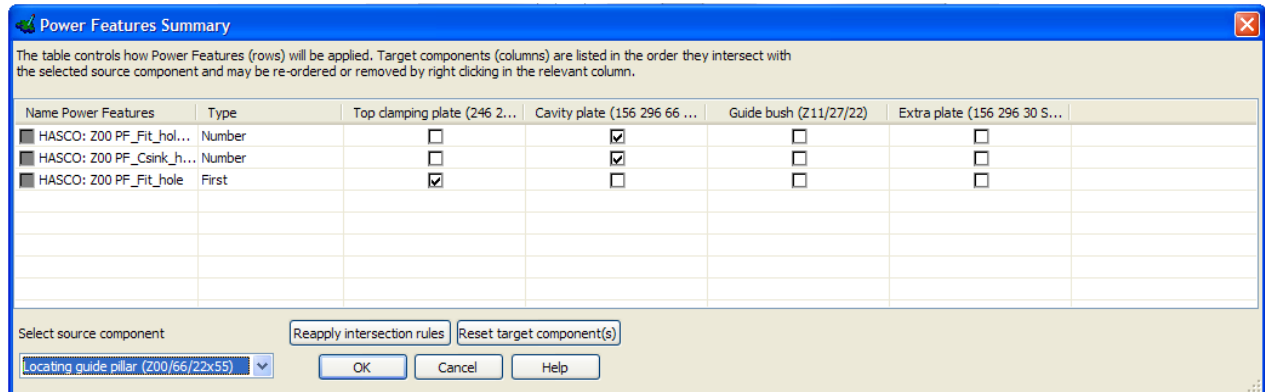 Power Features Summary
The table controls how Power Features (rows) will be applied. Target components (columns) are listed in the order they intersect with
the selected source component and may be re-ordered or removed by right clicking in the relevant column.
Name Power Features Type Top clamping plate (246 2... Cavity plate (156 296 66 ... Guide bush (Z11/27/22) Extra plate (156 296 30 S...
HASCO: Z00 PF_Fit_hol... Number
HASCO: Z00 PF_Csink_h... Number
HASCO: Z00 PF_Fit_hole First
Select source component Reapply intersection rules Reset target component(s)
Locating guide pillar (Z00/66/22x55) OK Cancel Help